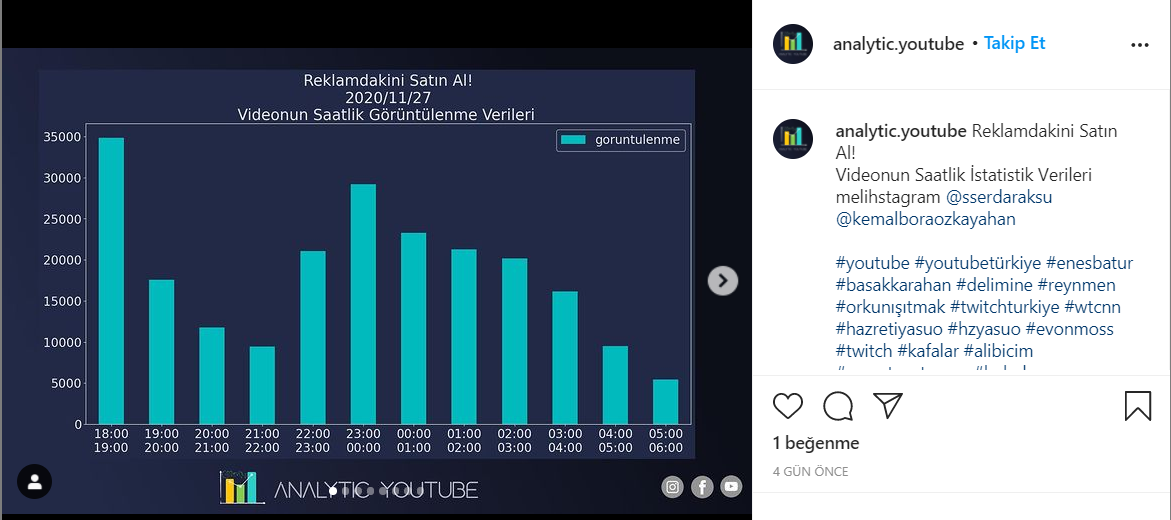 Reklamdakini Satın Al!
2020/11/27
Videonun Saatlik Görüntülenme Verileri
goruntulenme
35000
30000
25000
20000
15000
10000
5000
0
18:00 19:00 20:00 21:00 22:00 23:00 00:00 01:00 02:00 03:00 04:00 05:00
19:00 20:00 21:00 22:00 23:00 00:00 01:00 02:00 03:00 04:00 05:00 06:00
ANALYTIC YOUTUBE
analytic.youtube • Takip Et
analytic.youtube Reklamdakini Satın
Al!
Videonun Saatlik İstatistik Verileri
melihstagram @sserdaraksu
@kemalboraozkayahan
#youtube #youtubetürkiye #enesbatur
#basakkarahan #delimine #reynmen
#orkunışıtmak #twitchturkiye #wtcnn
#hazretiyasuo #hzyasuo #evonmoss
#twitch #kafalar #alibicim
1 beğenme
4 GÜN ÖNCE